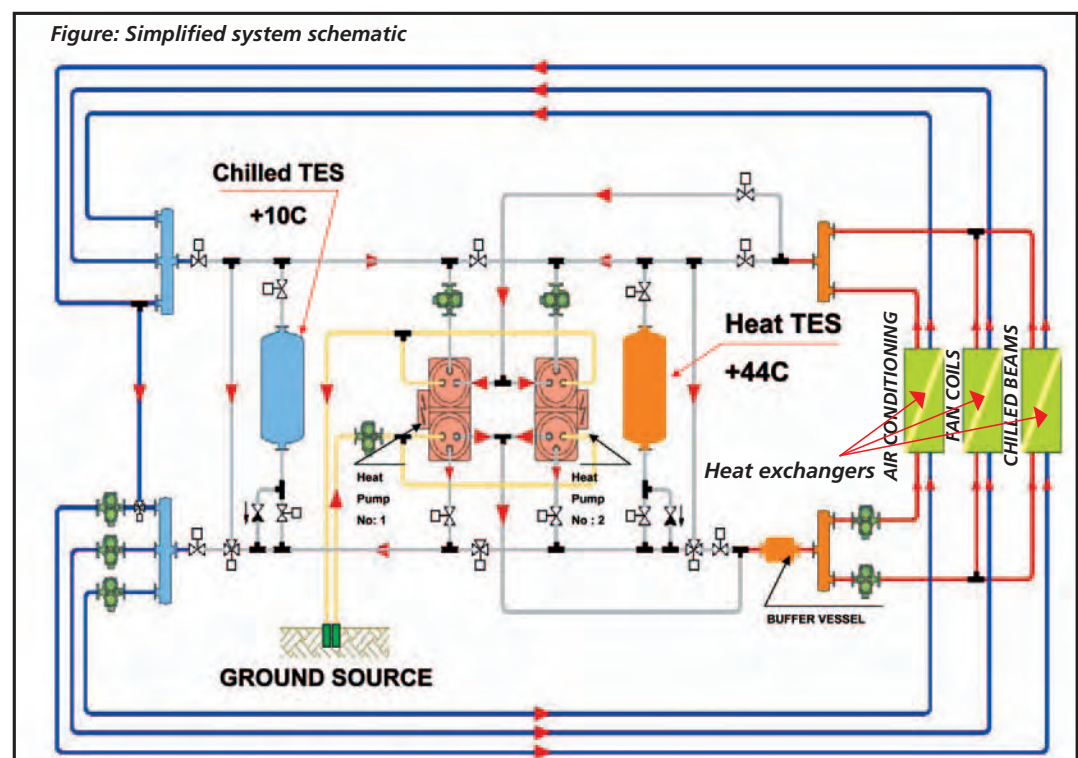 Figure: Simplified system schematic
Chilled TES
+10C
Heat TES
+44C
AIR CONDITIONING
FAN COILS
CHILLED BEAMS
Heat exchangers
Heat
Pump
No: 1
Heat
Pump
No : 2
BUFFER VESSEL
GROUND SOURCE